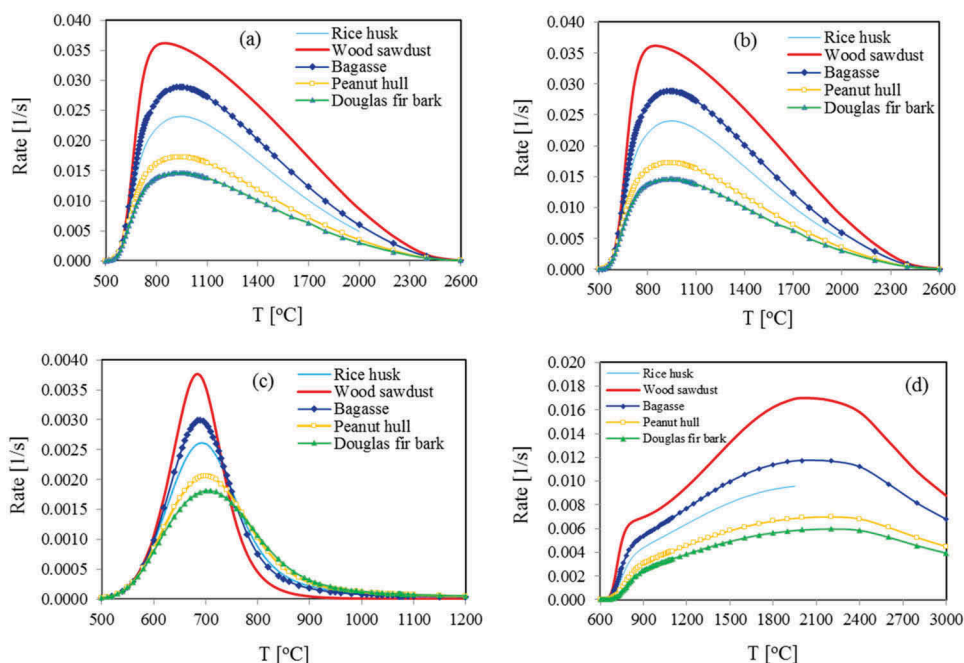 0.040
0.035
0.030
0.025
0.020
0.015
0.010
0.005
0.000
Rate [1/s]
(a)
Rice husk
Wood sawdust
Bagasse
Peanut hull
Douglas fir bark
500 800 1100 1400 1700 2000 2300 2600
T [°C]
0.040
0.035
0.030
0.025
0.020
0.015
0.010
0.005
0.000
Rate [1/s]
(b)
Rice husk
Wood sawdust
Bagasse
Peanut hull
Douglas fir bark
500 800 1100 1400 1700 2000 2300 2600
T [°C]
0.0040
0.0035
0.0030
0.0025
0.0020
0.0015
0.0010
0.0005
0.0000
Rate [1/s]
(c)
Rice husk
Wood sawdust
Bagasse
Peanut hull
Douglas fir bark
500 600 700 800 900 1000 1100 1200
T [°C]
0.020
0.018
0.016
0.014
0.012
0.010
0.008
0.006
0.004
0.002
0.000
Rate [1/s]
(d)
Rice husk
Wood sawdust
Bagasse
Peanut hull
Douglas fir bark
600 900 1200 1500 1800 2100 2400 2700 3000
T [°C]